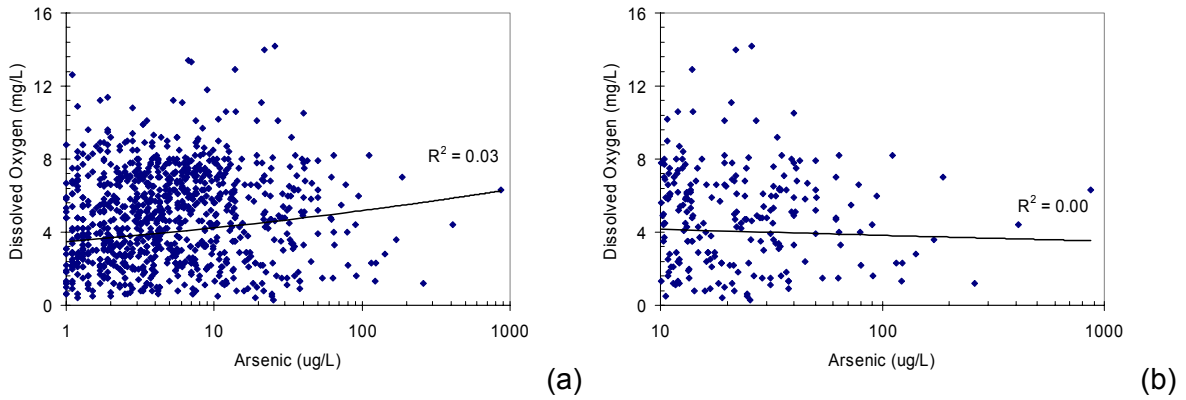 16
12
8
4
0
Dissolved Oxygen (mg/L)
R² = 0.03
1 10 100 1000
Arsenic (ug/L)
(a)
16
12
8
4
0
Dissolved Oxygen (mg/L)
R² = 0.00
10 100 1000
Arsenic (ug/L)
(b)